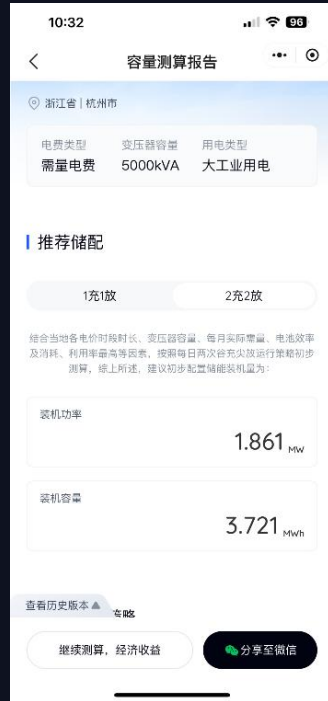 10:32
96
容量测算报告
浙江省 | 杭州市
电费类型 变压器容量 用电类型
需量电费 5000kVA 大工业用电
推荐储配
1充1放 2充2放
结合当地各电价时段时长、变压器容量、每月实际需量、电池效率
及消耗、利用率最高等因素，按照每日两次谷充尖放运行策略初步
测算，综上所述，建议初步配置储能装机量为：
装机功率
1.861 MW
装机容量
3.721 MWh
查看历史版本
继续测算，经济收益 分享至微信